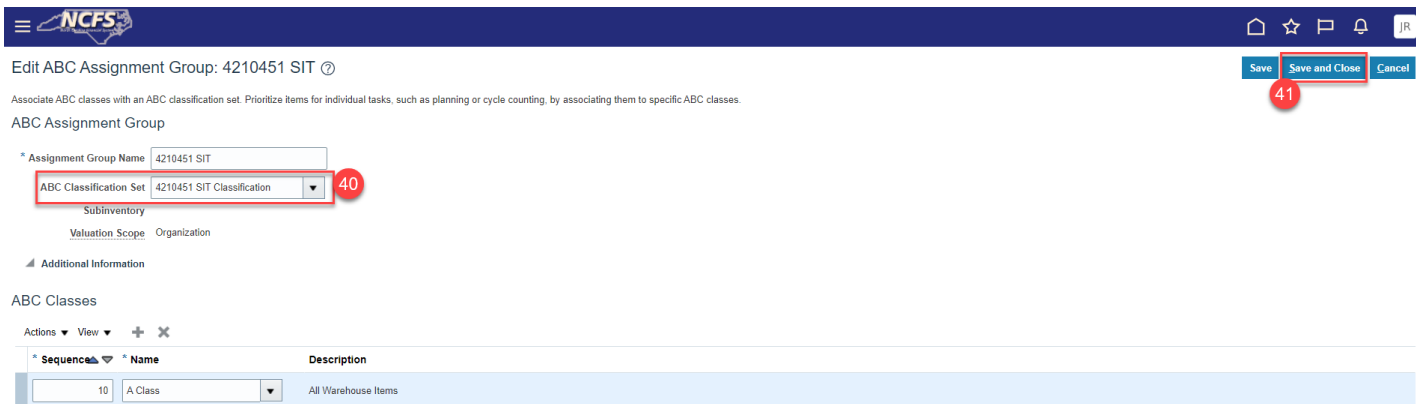 NCFS
JR
Edit ABC Assignment Group: 4210451 SIT ?
Save Save and Close Cancel
41
Associate ABC classes with an ABC classification set. Prioritize items for individual tasks, such as planning or cycle counting, by associating them to specific ABC classes.
ABC Assignment Group
* Assignment Group Name 4210451 SIT
ABC Classification Set 4210451 SIT Classification 40
Subinventory
Valuation Scope Organization
Additional Information
ABC Classes
Actions View
* Sequence * Name Description
10 A Class All Warehouse Items